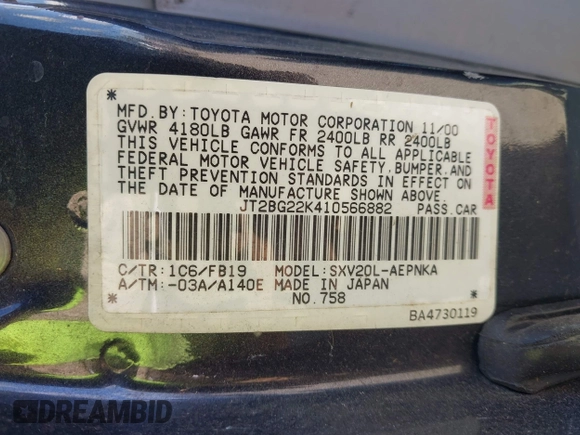 MFD. BY: TOYOTA MOTOR CORPORATION 11/00
GVWR 4180LB GAWR FR 2400LB RR 2400LB
THIS VEHICLE CONFORMS TO ALL APPLICABLE
FEDERAL MOTOR VEHICLE SAFETY, BUMPER, AND
THEFT PREVENTION STANDARDS IN EFFECT ON
THE DATE OF MANUFACTURE SHOWN ABOVE.
JT2BG22K410566882 PASS. CAR
TOYOTA
C/TR: 1C6/FB19 MODEL: SXV20L-AEPNKA
A/TM: -03A/A140E MADE IN JAPAN
NO. 758
BA4730119
DREAMBID